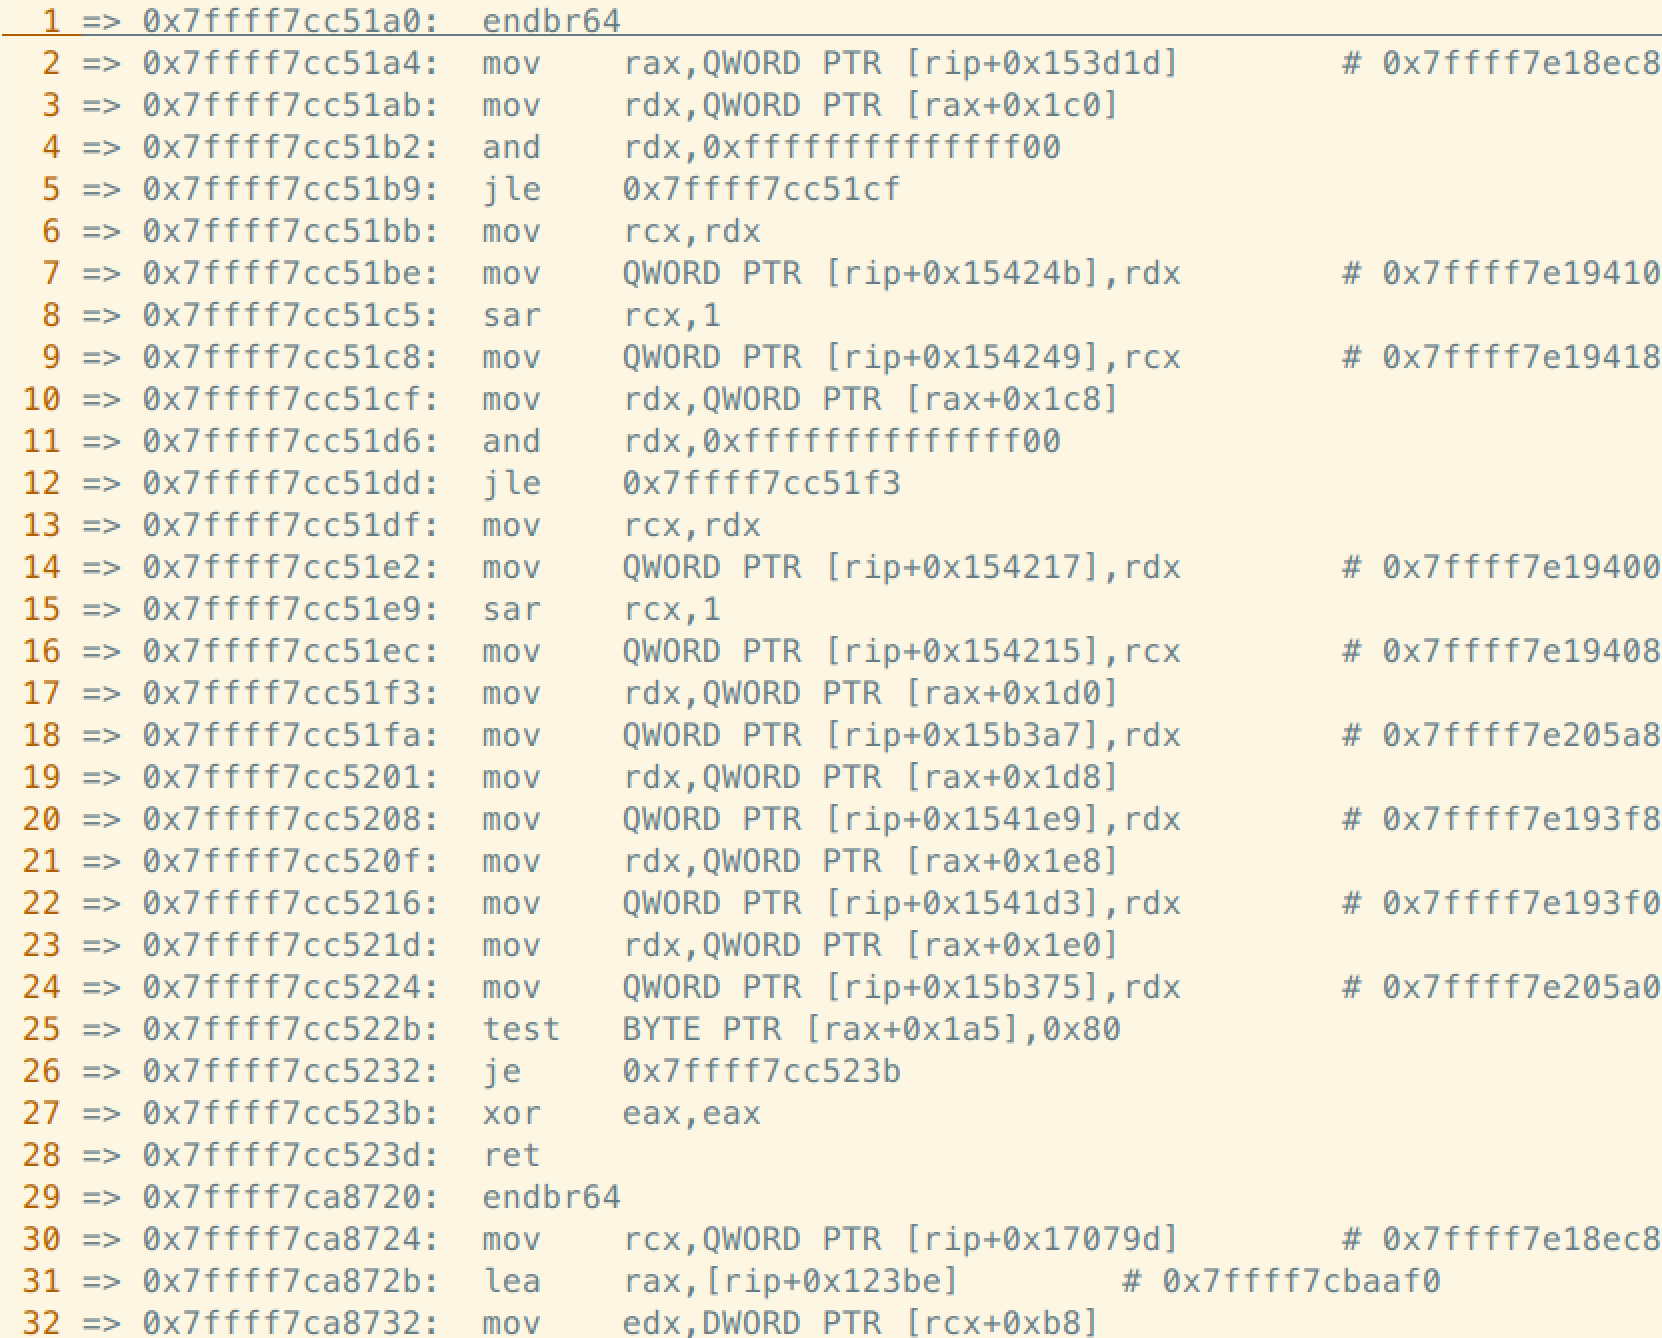 1 => 0x7ffff7cc51a0: endbr64
2 => 0x7ffff7cc51a4: mov rax,QWORD PTR [rip+0x153d1d] # 0x7ffff7e18ec8
3 => 0x7ffff7cc51ab: mov rdx,QWORD PTR [rax+0x1c0]
4 => 0x7ffff7cc51b2: and rdx,0xffffffffffffff00
5 => 0x7ffff7cc51b9: jle 0x7ffff7cc51cf
6 => 0x7ffff7cc51bb: mov rcx,rdx
7 => 0x7ffff7cc51be: mov QWORD PTR [rip+0x15424b],rdx # 0x7ffff7e19410
8 => 0x7ffff7cc51c5: sar rcx,1
9 => 0x7ffff7cc51c8: mov QWORD PTR [rip+0x154249],rcx # 0x7ffff7e19418
10 => 0x7ffff7cc51cf: mov rdx,QWORD PTR [rax+0x1c8]
11 => 0x7ffff7cc51d6: and rdx,0xffffffffffffff00
12 => 0x7ffff7cc51dd: jle 0x7ffff7cc51f3
13 => 0x7ffff7cc51df: mov rcx,rdx
14 => 0x7ffff7cc51e2: mov QWORD PTR [rip+0x154217],rdx # 0x7ffff7e19400
15 => 0x7ffff7cc51e9: sar rcx,1
16 => 0x7ffff7cc51ec: mov QWORD PTR [rip+0x154215],rcx # 0x7ffff7e19408
17 => 0x7ffff7cc51f3: mov rdx,QWORD PTR [rax+0x1d0]
18 => 0x7ffff7cc51fa: mov QWORD PTR [rip+0x15b3a7],rdx # 0x7ffff7e205a8
19 => 0x7ffff7cc5201: mov rdx,QWORD PTR [rax+0x1d8]
20 => 0x7ffff7cc5208: mov QWORD PTR [rip+0x1541e9],rdx # 0x7ffff7e193f8
21 => 0x7ffff7cc520f: mov rdx,QWORD PTR [rax+0x1e8]
22 => 0x7ffff7cc5216: mov QWORD PTR [rip+0x1541d3],rdx # 0x7ffff7e193f0
23 => 0x7ffff7cc521d: mov rdx,QWORD PTR [rax+0x1e0]
24 => 0x7ffff7cc5224: mov QWORD PTR [rip+0x15b375],rdx # 0x7ffff7e205a0
25 => 0x7ffff7cc522b: test BYTE PTR [rax+0x1a5],0x80
26 => 0x7ffff7cc5232: je 0x7ffff7cc523b
27 => 0x7ffff7cc523b: xor eax,eax
28 => 0x7ffff7cc523d: ret
29 => 0x7ffff7ca8720: endbr64
30 => 0x7ffff7ca8724: mov rcx,QWORD PTR [rip+0x17079d] # 0x7ffff7e18ec8
31 => 0x7ffff7ca872b: lea rax,[rip+0x123be] # 0x7ffff7cbaaf0
32 => 0x7ffff7ca8732: mov edx,DWORD PTR [rcx+0xb8]